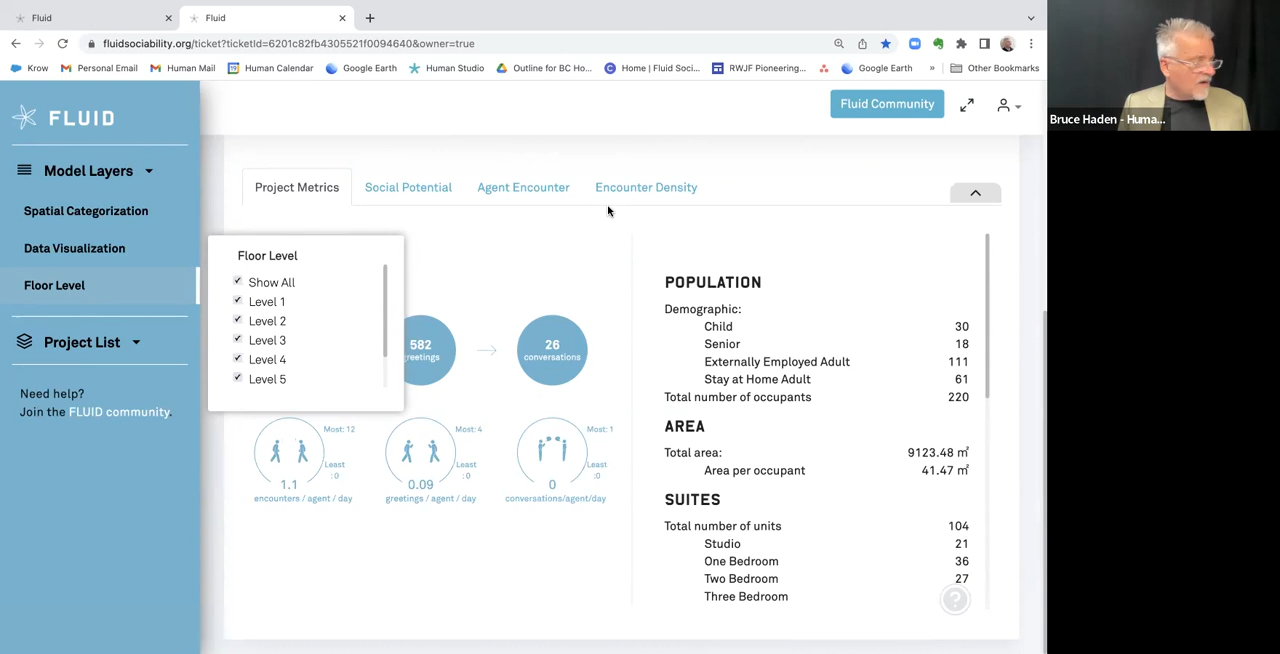 Fluid
Fluid
fluidsociability.org/ticket?ticketId=6201c82fb4305521f0094640&owner=true
Krow Personal Email Human Mail Human Calendar Google Earth Human Studio Outline for BC Ho... Home | Fluid Soci... RWJF Pioneering... Google Earth » Other Bookmarks
FLUID
Model Layers
Spatial Categorization
Data Visualization
Floor Level
Project List
Need help?
Join the FLUID community.
Fluid Community
Project Metrics Social Potential Agent Encounter Encounter Density
Floor Level
Show All
Level 1
Level 2
Level 3
Level 4
Level 5
582
greetings
26
conversations
Most: 12
Least
:0
1.1
encounters / agent / day
Most: 4
Least
:0
0.09
greetings / agent / day
Most: 1
Least
:0
0
conversations/agent/day
POPULATION
Demographic:
Child 30
Senior 18
Externally Employed Adult 111
Stay at Home Adult 61
Total number of occupants 220
AREA
Total area: 9123.48 m²
Area per occupant 41.47 m²
SUITES
Total number of units 104
Studio 21
One Bedroom 36
Two Bedroom 27
Three Bedroom
?
Bruce Haden - Huma...